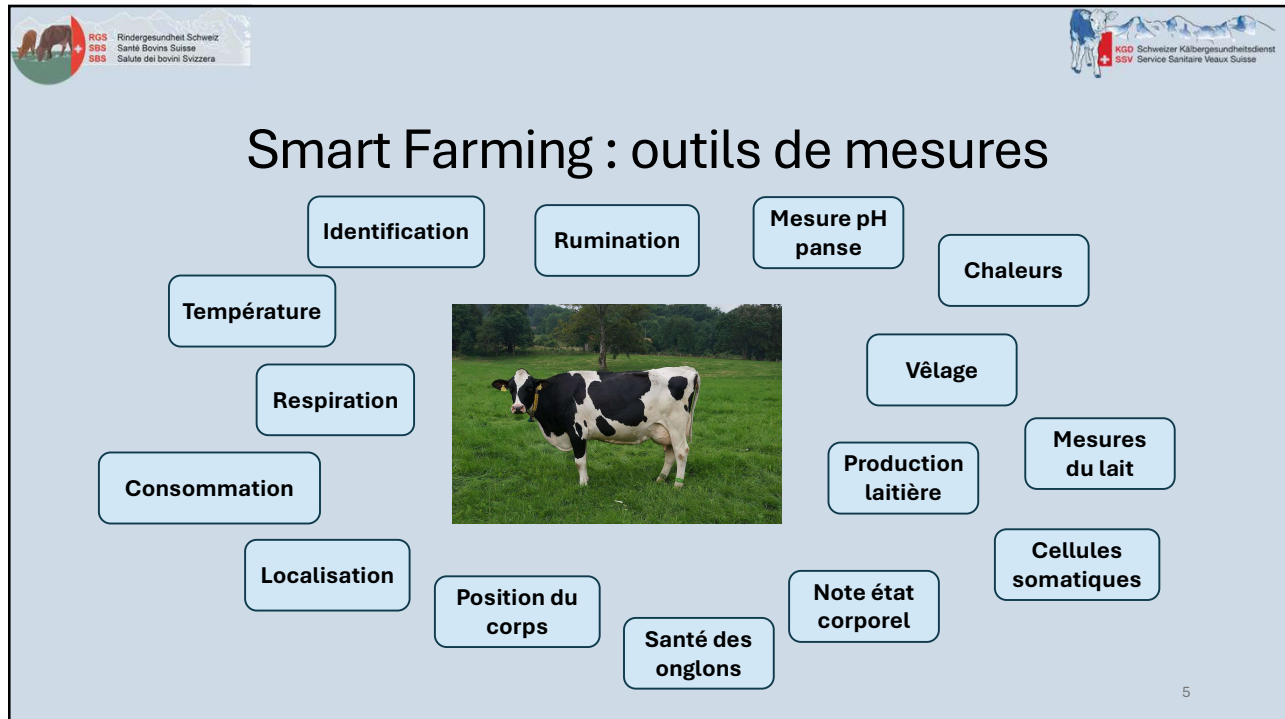 RGS Rindergesundheit Schweiz
SBS Santé Bovins Suisse
SBS Salute dei bovini Svizzera
KGD Schweizer Kälbergesundheitsdienst
SSV Service Sanitaire Veaux Suisse
Smart Farming : outils de mesures
Identification
Rumination
Mesure pH
panse
Chaleurs
Température
Vêlage
Respiration
Mesures
du lait
Production
laitière
Consommation
Cellules
somatiques
Localisation
Position du
corps
Note état
corporel
Santé des
onglons
5